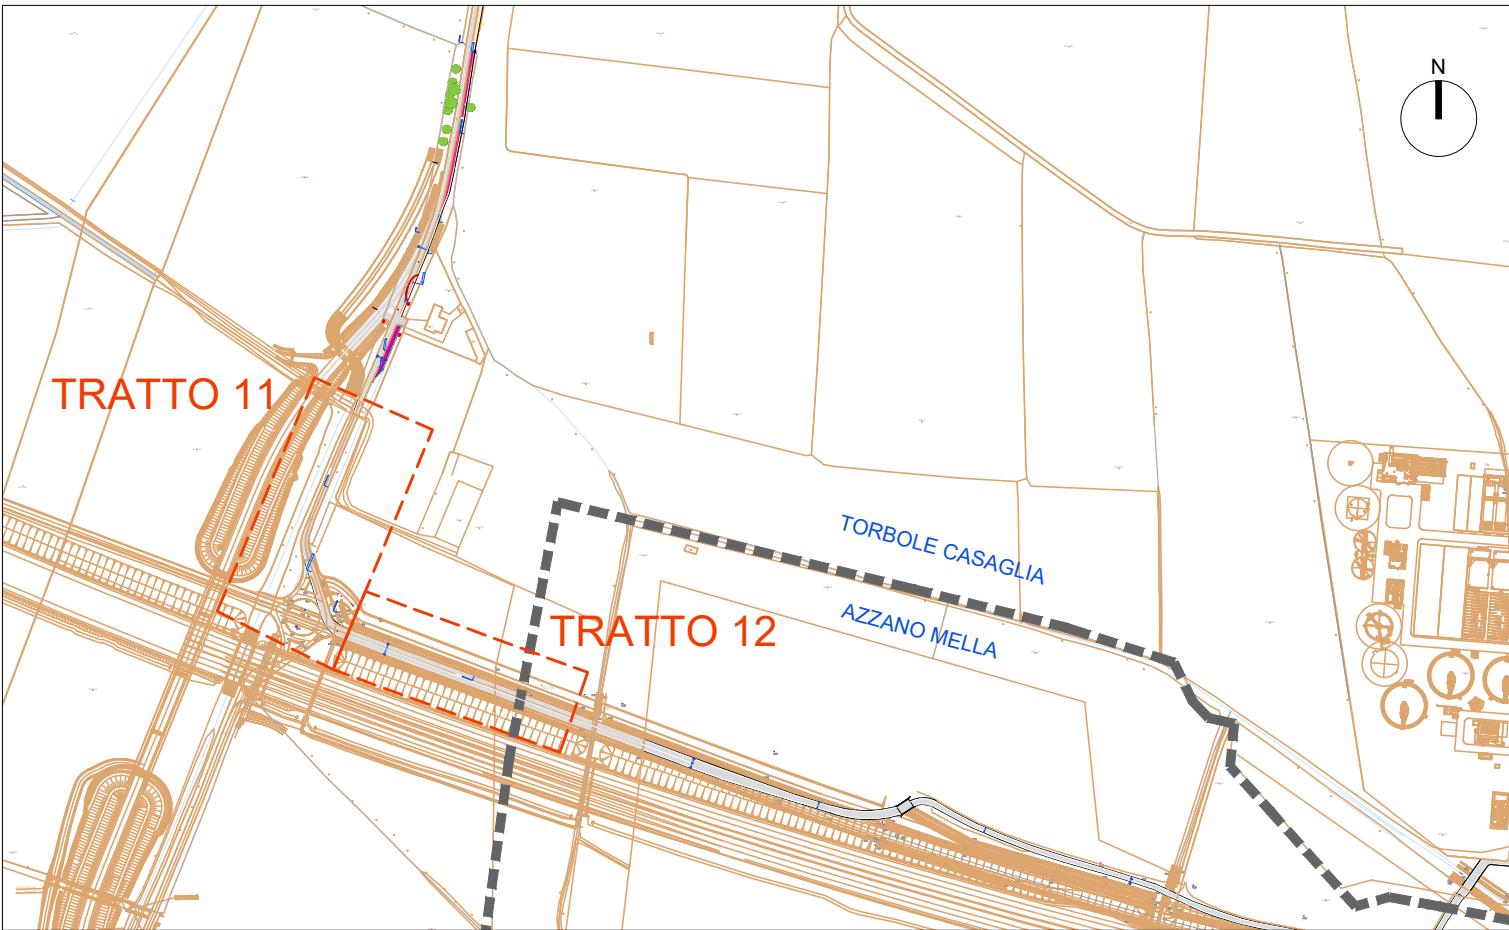 N
TRATTO 11
TORBOLE CASAGLIA
AZZANO MELLA
TRATTO 12